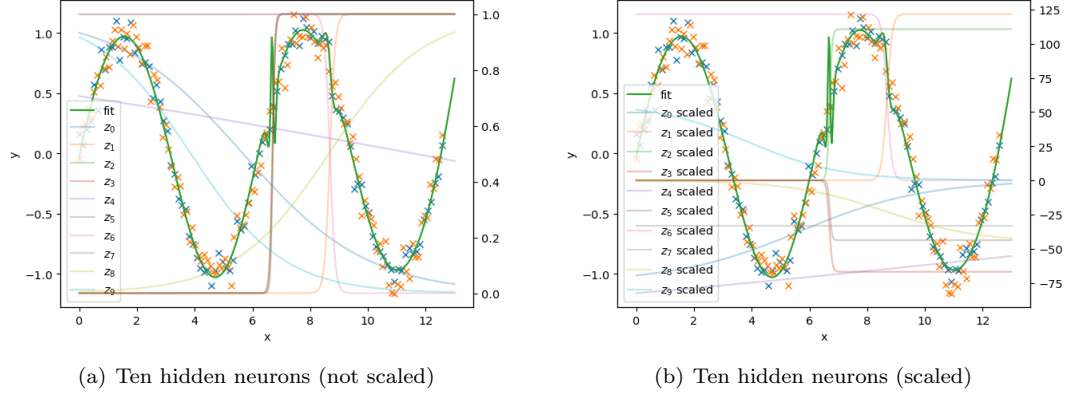 1.0
0.5
0.0
−0.5
−1.0
y
1.0
0.8
0.6
0.4
0.2
0.0
fit
z0
z1
z2
z3
z4
z5
z6
z7
z8
z9
0 2 4 6 8 10 12
x
(a) Ten hidden neurons (not scaled)
1.0
0.5
0.0
−0.5
−1.0
y
125
100
75
50
25
0
−25
−50
−75
fit
z0 scaled
z1 scaled
z2 scaled
z3 scaled
z4 scaled
z5 scaled
z6 scaled
z7 scaled
z8 scaled
z9 scaled
0 2 4 6 8 10 12
x
(b) Ten hidden neurons (scaled)